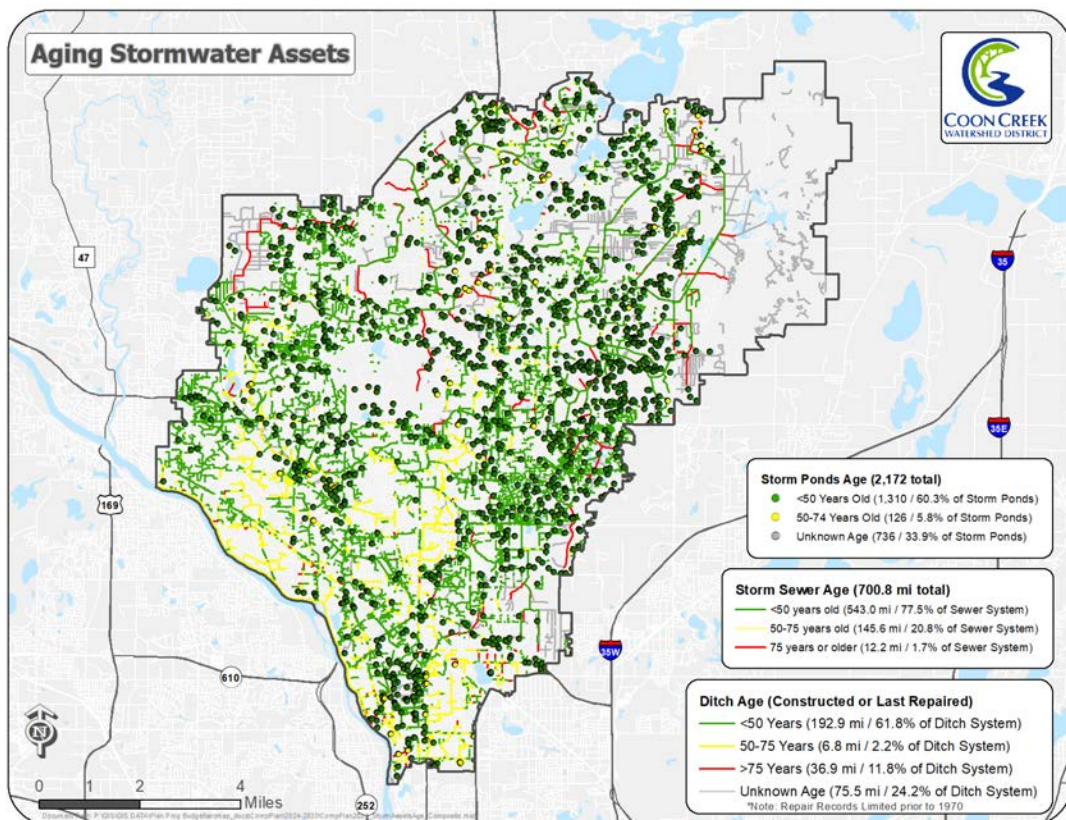 Aging Stormwater Assets
COON CREEK
WATERSHED DISTRICT
47
35
169
35E
Storm Ponds Age (2,172 total)
<50 Years Old (1,310 / 60.3% of Storm Ponds)
50-74 Years Old (126 / 5.8% of Storm Ponds)
Unknown Age (736 / 33.9% of Storm Ponds)
Storm Sewer Age (700.8 mi total)
<50 years old (543.0 mi / 77.5% of Sewer System)
50-75 years old (145.6 mi / 20.8% of Sewer System)
75 years or older (12.2 mi / 1.7% of Sewer System)
35W
610
Ditch Age (Constructed or Last Repaired)
<50 Years (192.9 mi / 61.8% of Ditch System)
50-75 Years (6.8 mi / 2.2% of Ditch System)
>75 Years (36.9 mi / 11.8% of Ditch System)
Unknown Age (75.5 mi / 24.2% of Ditch System)
*Note: Repair Records Limited prior to 1970
N
0 1 2 4
Miles
252